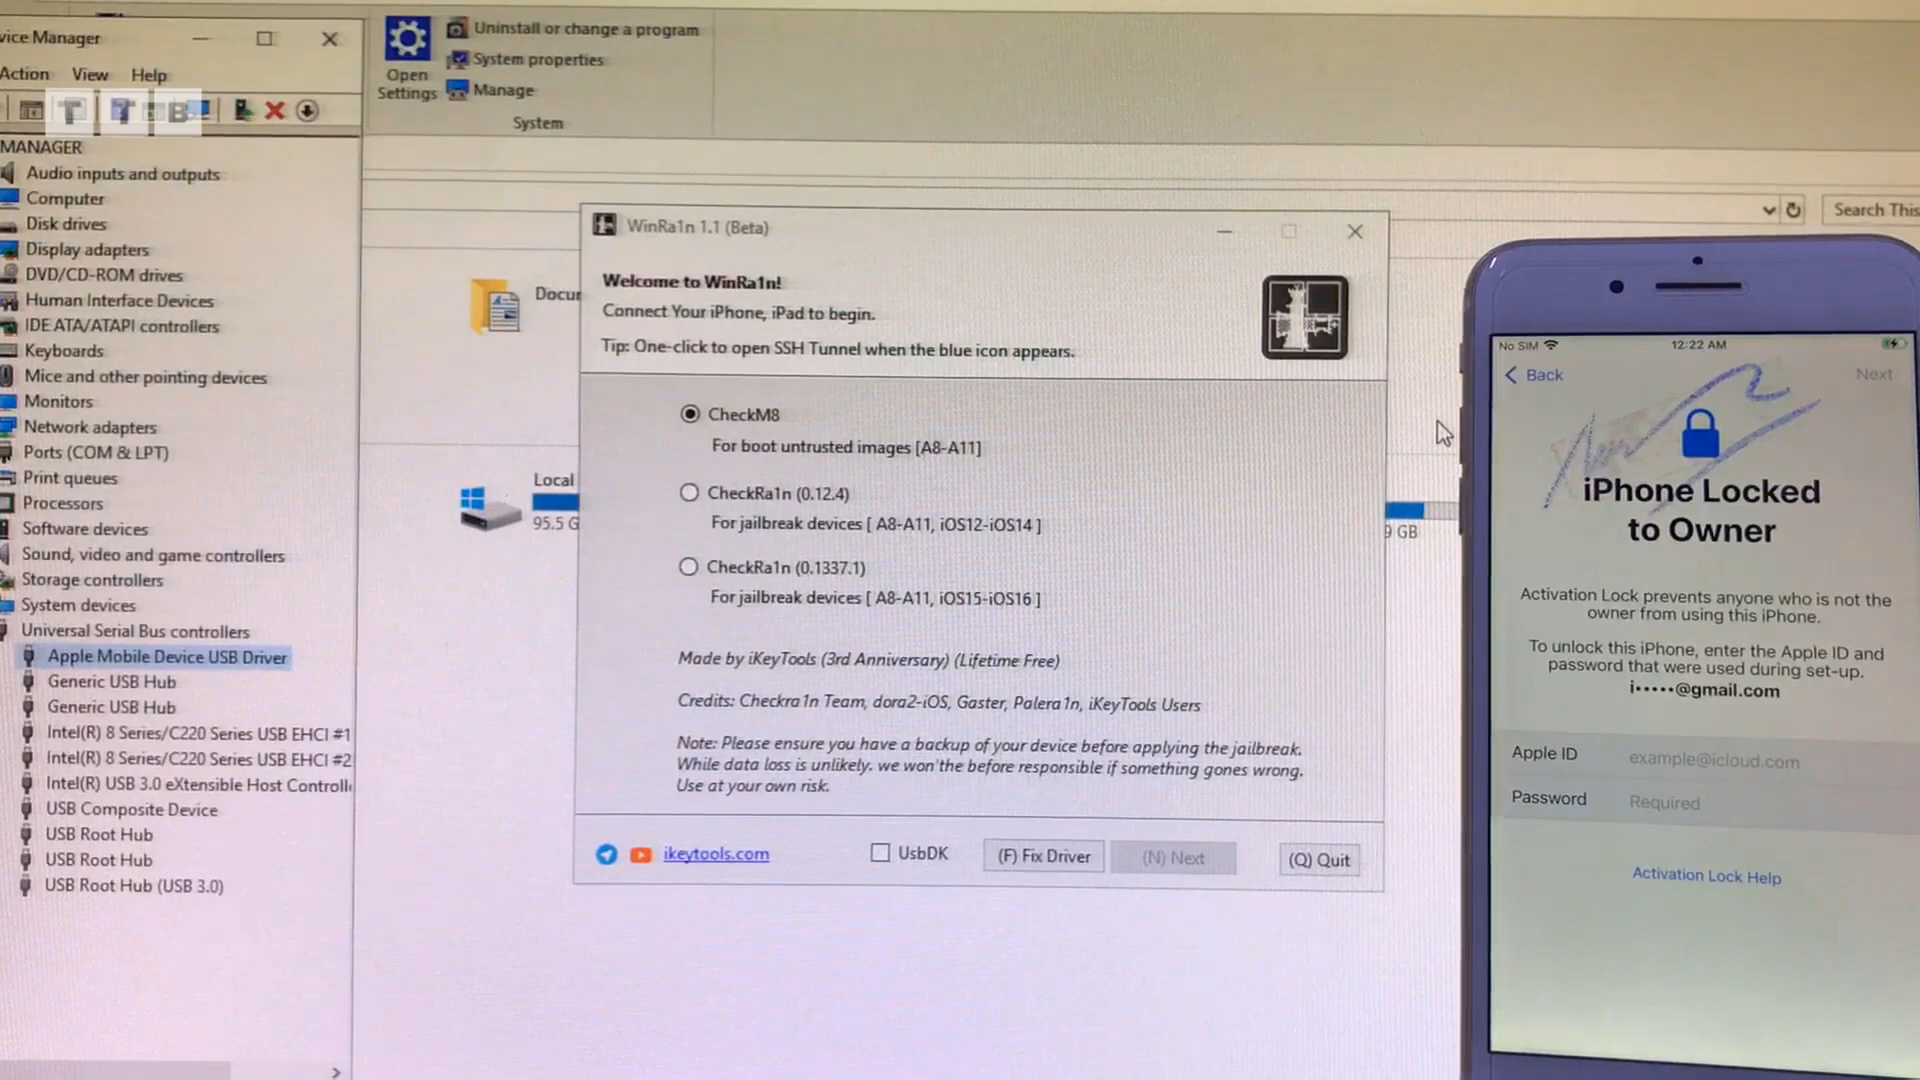 vice Manager
Action View Help
T T B
MANAGER
Audio inputs and outputs
Computer
Disk drives
Display adapters
DVD/CD-ROM drives
Human Interface Devices
IDE ATA/ATAPI controllers
Keyboards
Mice and other pointing devices
Monitors
Network adapters
Ports (COM & LPT)
Print queues
Processors
Software devices
Sound, video and game controllers
Storage controllers
System devices
Universal Serial Bus controllers
Apple Mobile Device USB Driver
Generic USB Hub
Generic USB Hub
Intel(R) 8 Series/C220 Series USB EHCI #1
Intel(R) 8 Series/C220 Series USB EHCI #2
Intel(R) USB 3.0 eXtensible Host Controll
USB Composite Device
USB Root Hub
USB Root Hub
USB Root Hub (USB 3.0)
Open
Settings
Uninstall or change a program
System properties
Manage
System
Search This
Docur
Local
95.5 G
9 GB
WinRa1n 1.1 (Beta)
Welcome to WinRa1n!
Connect Your iPhone, iPad to begin.
Tip: One-click to open SSH Tunnel when the blue icon appears.
CheckM8
For boot untrusted images [A8-A11]
CheckRa1n (0.12.4)
For jailbreak devices [ A8-A11, iOS12-iOS14 ]
CheckRa1n (0.1337.1)
For jailbreak devices [ A8-A11, iOS15-iOS16 ]
Made by iKeyTools (3rd Anniversary) (Lifetime Free)
Credits: Checkra1n Team, dora2-iOS, Gaster, Palera1n, iKeyTools Users
Note: Please ensure you have a backup of your device before applying the jailbreak.
While data loss is unlikely. we won'the before responsible if something gones wrong.
Use at your own risk.
ikeytools.com
UsbDK
(F) Fix Driver
(N) Next
(Q) Quit
No SIM 12:22 AM
Back Next
iPhone Locked
to Owner
Activation Lock prevents anyone who is not the
owner from using this iPhone.
To unlock this iPhone, enter the Apple ID and
password that were used during set-up.
i•••••@gmail.com
Apple ID example@icloud.com
Password Required
Activation Lock Help